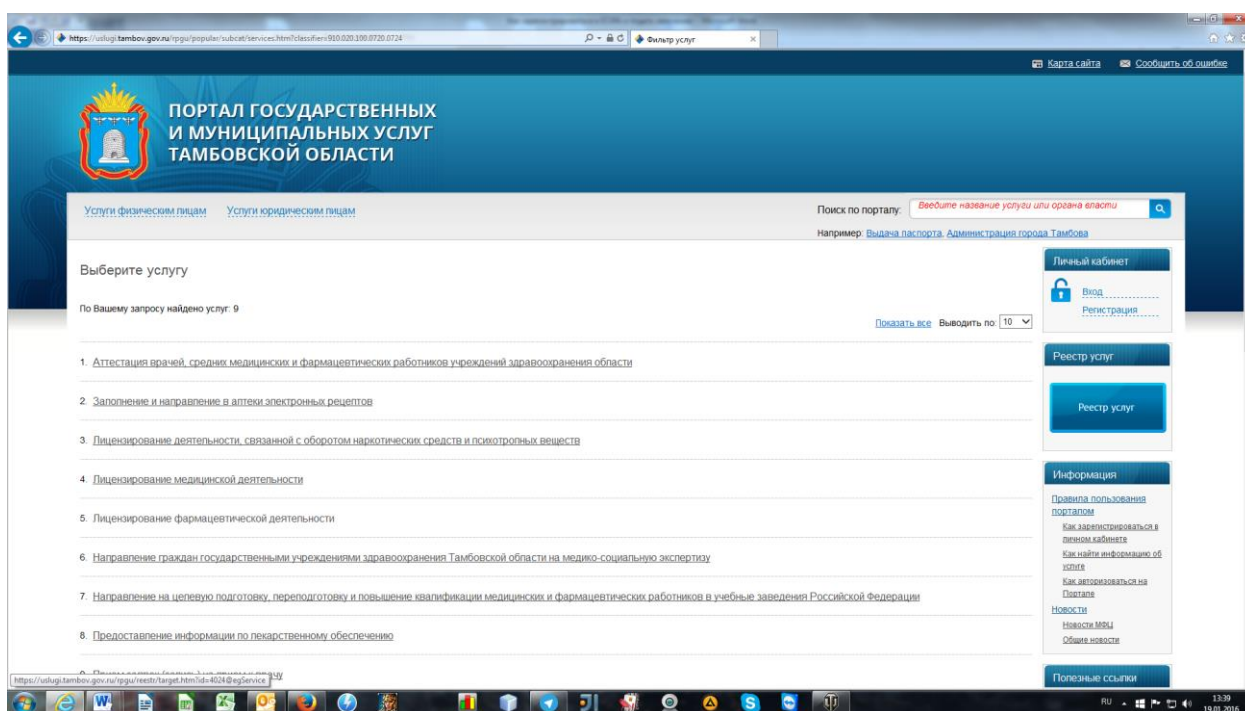 https://uslugi.tambov.gov.ru/rpgu/popular/subcat/services.htm?classifiers=910.020.100.0720.0724
Фильтр услуг
Карта сайта Сообщить об ошибке
ПОРТАЛ ГОСУДАРСТВЕННЫХ
И МУНИЦИПАЛЬНЫХ УСЛУГ
ТАМБОВСКОЙ ОБЛАСТИ
Услуги физическим лицам Услуги юридическим лицам
Поиск по порталу: Введите название услуги или органа власти
Например: Выдача паспорта, Администрация города Тамбова
Выберите услугу
По Вашему запросу найдено услуг: 9
Показать все Выводить по: 10
1. Аттестация врачей, средних медицинских и фармацевтических работников учреждений здравоохранения области
2. Заполнение и направление в аптеки электронных рецептов
3. Лицензирование деятельности, связанной с оборотом наркотических средств и психотропных веществ
4. Лицензирование медицинской деятельности
5. Лицензирование фармацевтической деятельности
6. Направление граждан государственными учреждениями здравоохранения Тамбовской области на медико-социальную экспертизу
7. Направление на целевую подготовку, переподготовку и повышение квалификации медицинских и фармацевтических работников в учебные заведения Российской Федерации
8. Предоставление информации по лекарственному обеспечению
Личный кабинет
Вход
Регистрация
Реестр услуг
Реестр услуг
Информация
Правила пользования
порталом
Как зарегистрироваться в
личном кабинете
Как найти информацию об
услуге
Как авторизоваться на
Портале
Новости
Новости МФЦ
Общие новости
Полезные ссылки
https://uslugi.tambov.gov.ru/rpgu/reestr/target.htm?id=4024@egService
RU 13:39
19.01.2016